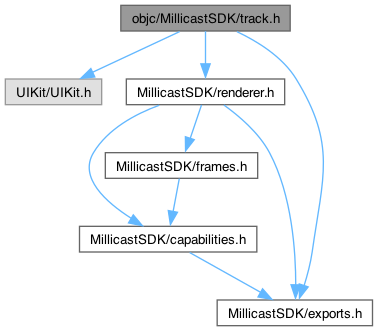 objc/MillicastSDK/track.h
UIKit/UIKit.h
MillicastSDK/renderer.h
MillicastSDK/frames.h
MillicastSDK/capabilities.h
MillicastSDK/exports.h